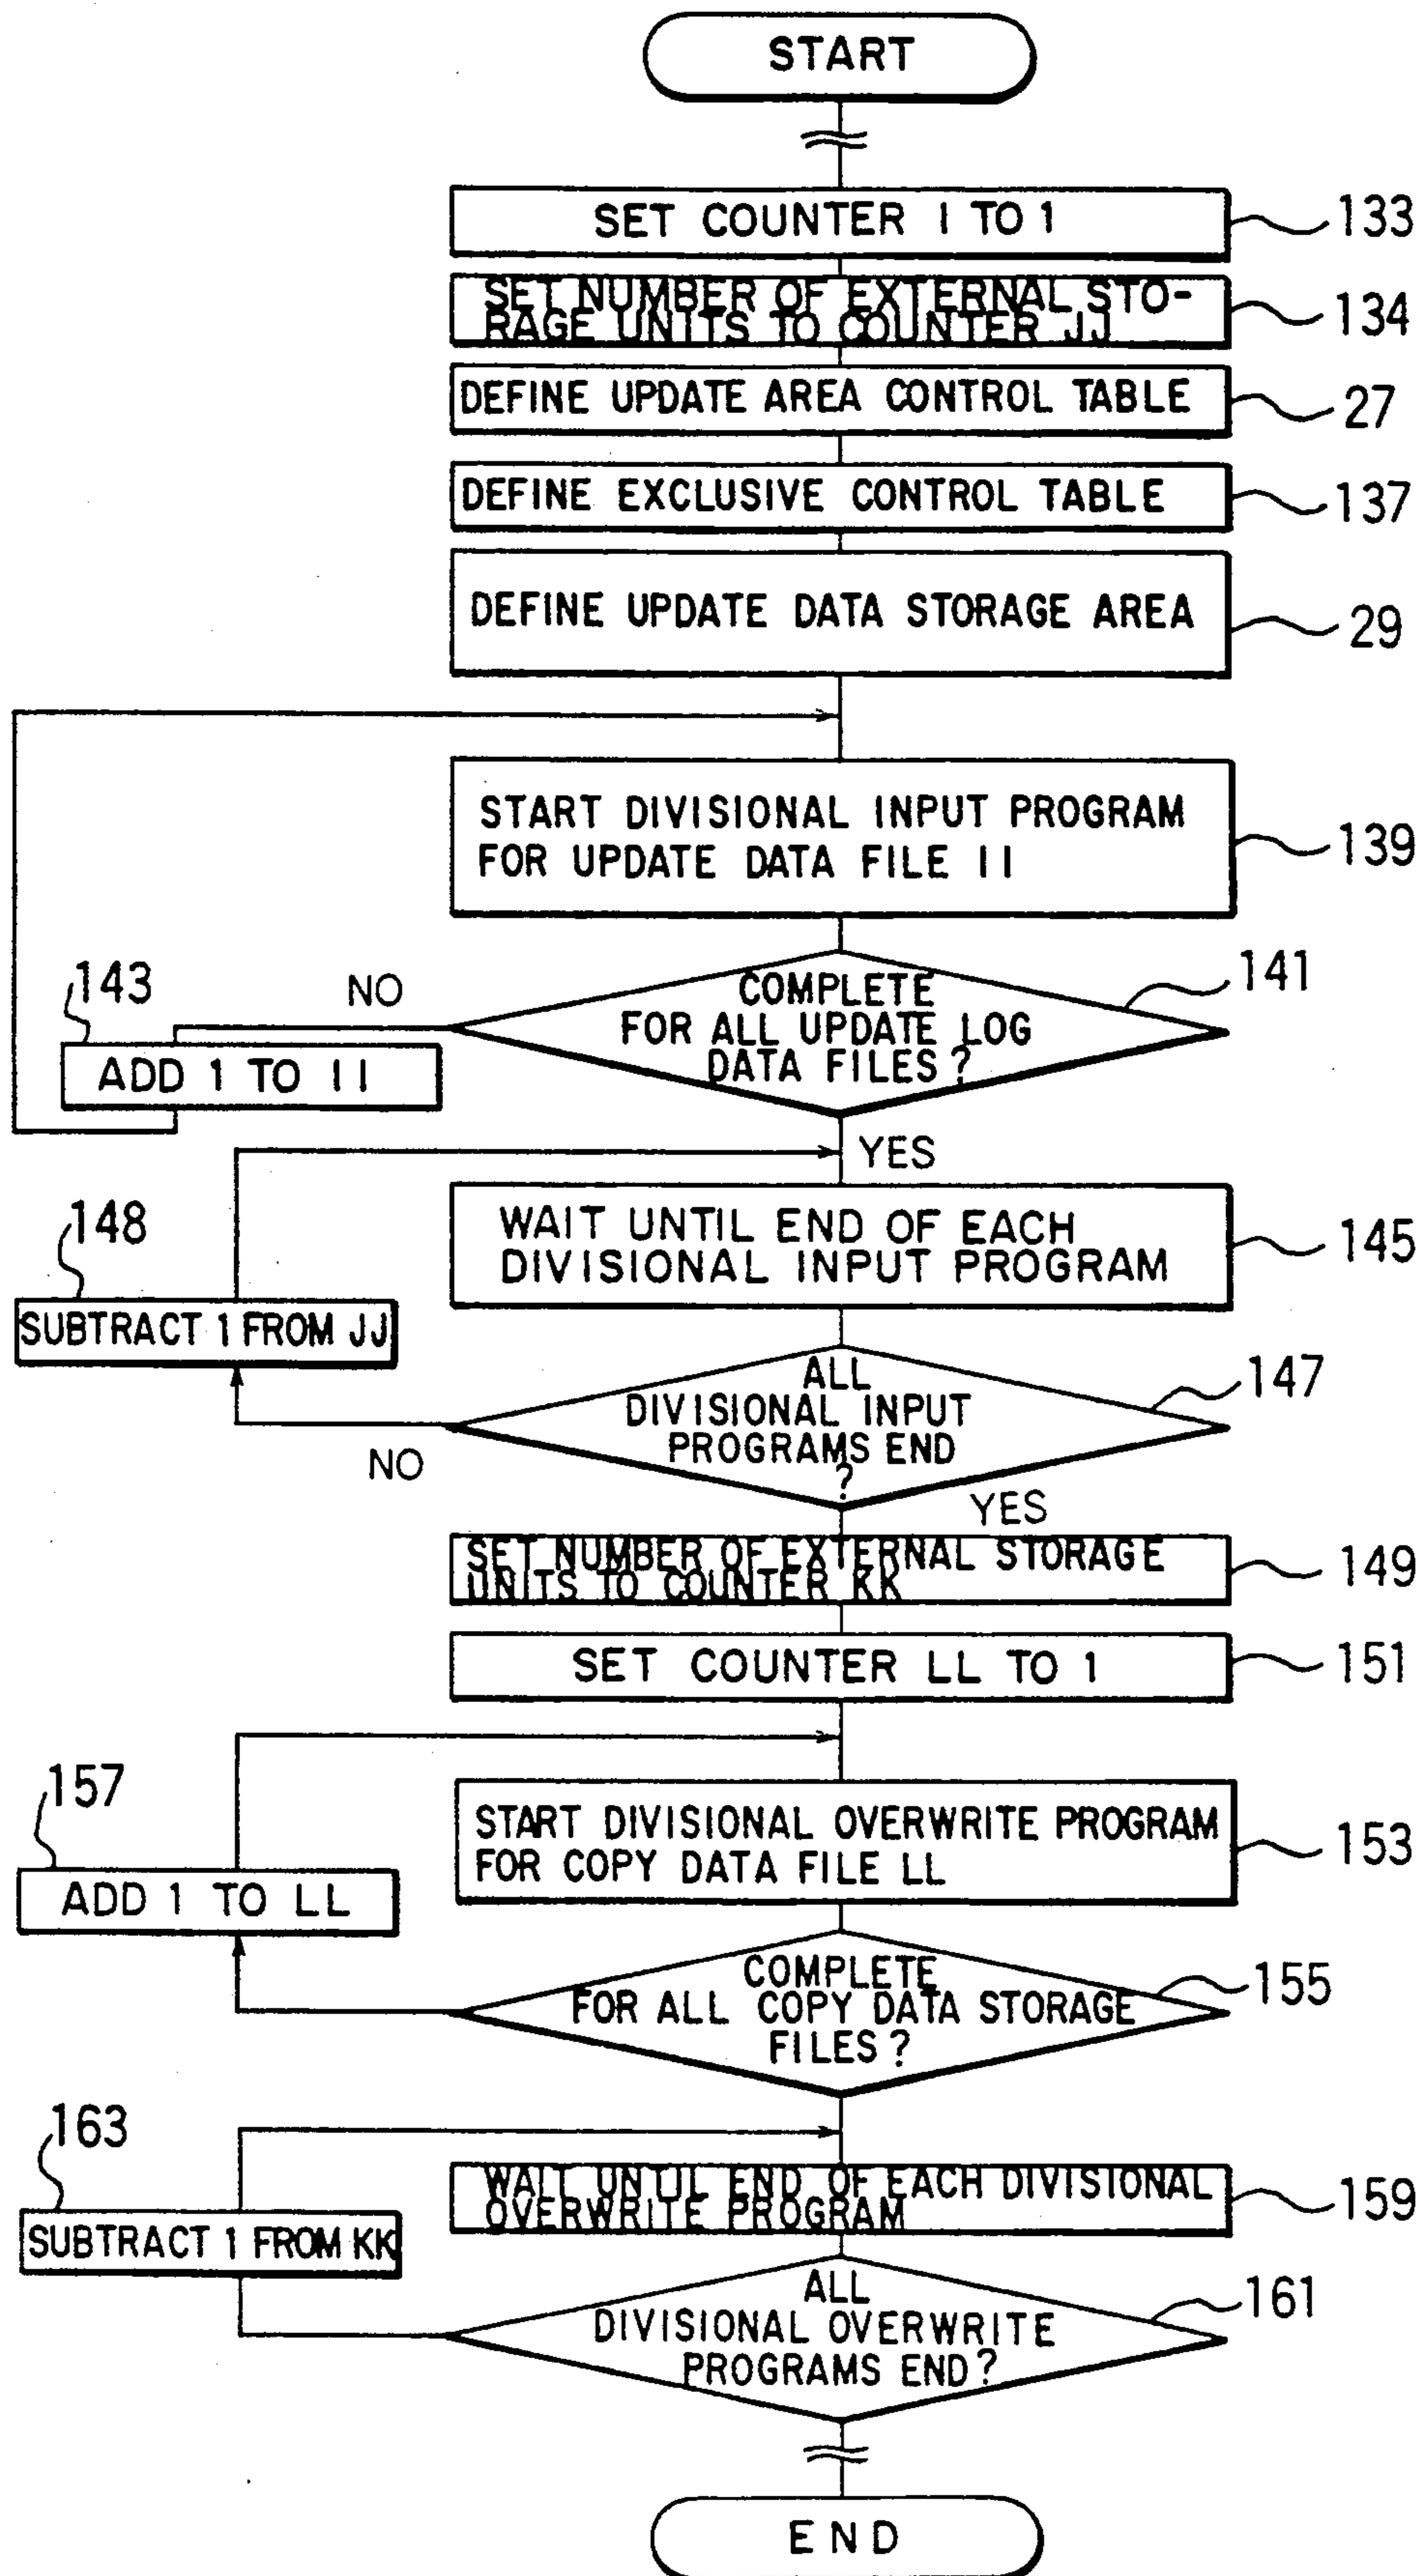 START
SET COUNTER I TO 1
133
SET NUMBER OF EXTERNAL STO-
RAGE UNITS TO COUNTER JJ
134
DEFINE UPDATE AREA CONTROL TABLE
27
DEFINE EXCLUSIVE CONTROL TABLE
137
DEFINE UPDATE DATA STORAGE AREA
29
START DIVISIONAL INPUT PROGRAM
FOR UPDATE DATA FILE II
139
COMPLETE
FOR ALL UPDATE LOG
DATA FILES?
141
NO
143
ADD 1 TO II
YES
WAIT UNTIL END OF EACH
DIVISIONAL INPUT PROGRAM
145
148
SUBTRACT 1 FROM JJ
ALL
DIVISIONAL INPUT
PROGRAMS END
?
147
NO
YES
SET NUMBER OF EXTERNAL STORAGE
UNITS TO COUNTER KK
149
SET COUNTER LL TO 1
151
START DIVISIONAL OVERWRITE PROGRAM
FOR COPY DATA FILE LL
153
157
ADD 1 TO LL
COMPLETE
FOR ALL COPY DATA STORAGE
FILES?
155
WAIT UNTIL END OF EACH DIVISIONAL
OVERWRITE PROGRAM
159
163
SUBTRACT 1 FROM KK
ALL
DIVISIONAL OVERWRITE
PROGRAMS END?
161
END